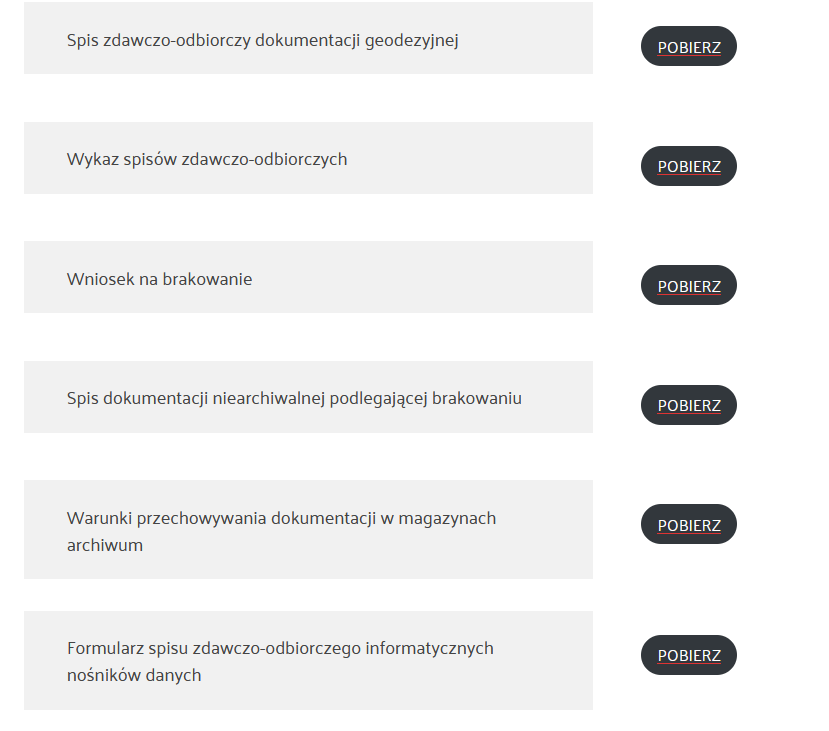 Spis zdawczo-odbiorczy dokumentacji geodezyjnej
POBIERZ
Wykaz spisów zdawczo-odbiorczych
POBIERZ
Wniosek na brakowanie
POBIERZ
Spis dokumentacji niearchiwalnej podlegającej brakowaniu
POBIERZ
Warunki przechowywania dokumentacji w magazynach
archiwum
POBIERZ
Formularz spisu zdawczo-odbiorczego informatycznych
nośników danych
POBIERZ